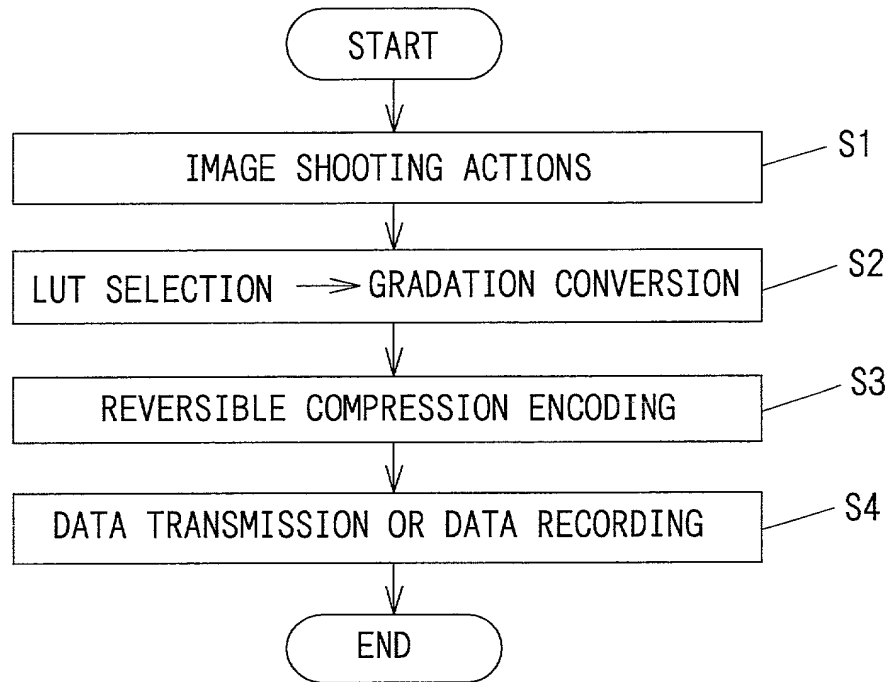 START
IMAGE SHOOTING ACTIONS
S1
LUT SELECTION → GRADATION CONVERSION
S2
REVERSIBLE COMPRESSION ENCODING
S3
DATA TRANSMISSION OR DATA RECORDING
S4
END